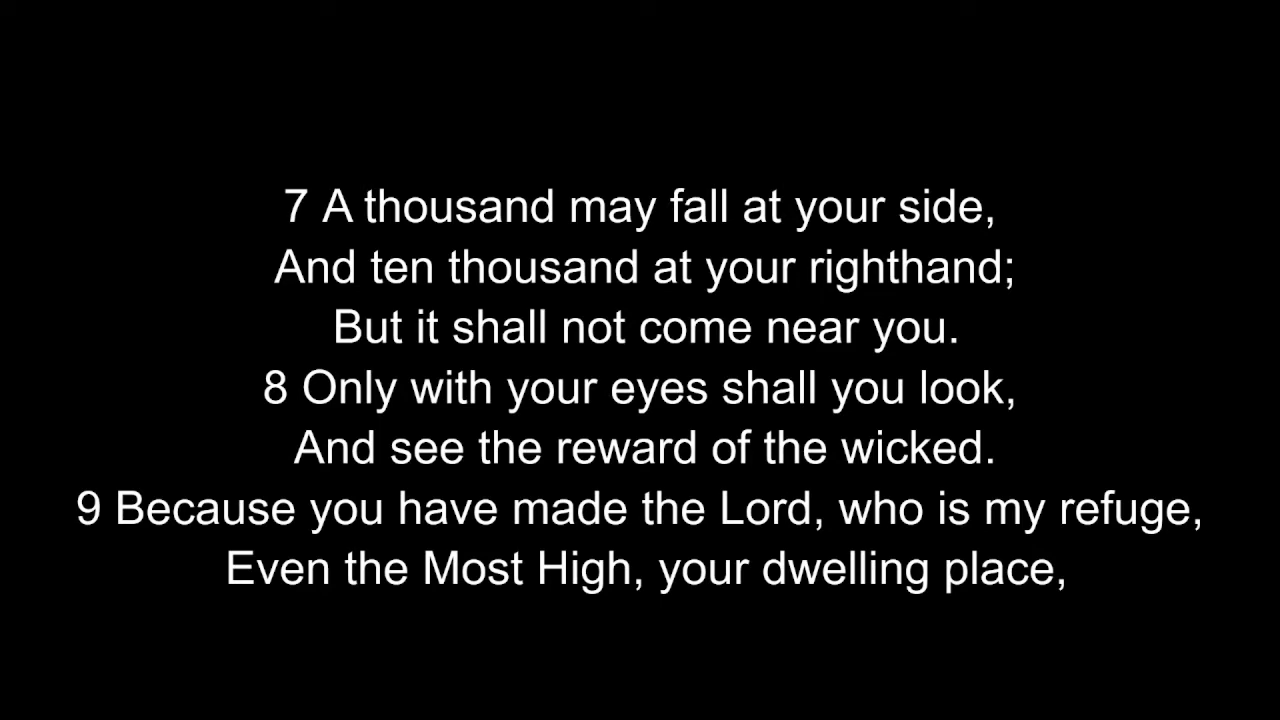 7 A thousand may fall at your side,
And ten thousand at your righthand;
But it shall not come near you.
8 Only with your eyes shall you look,
And see the reward of the wicked.
9 Because you have made the Lord, who is my refuge,
Even the Most High, your dwelling place,